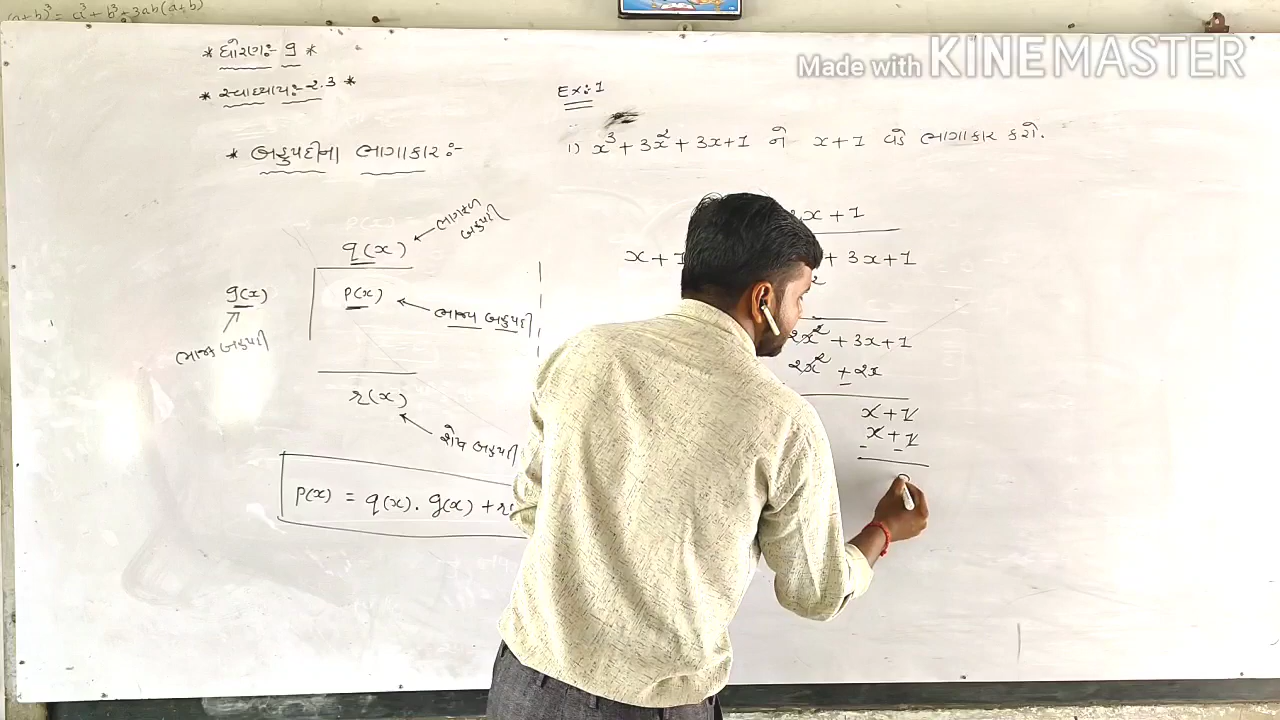 (a+b)³ = a³ + b³ + 3ab(a+b)
Made with KINEMASTER
* ધોરણ:- 9 *
* સ્વાધ્યાય:- 2.3 *
* બહુપદીના ભાગાકાર :-
Ex:1
1) x³ + 3x² + 3x + 1 ને x + 1 વડે ભાગાકાર કરો.
q(x)
ભાગફળ
બહુપદી
g(x)
ભાજક બહુપદી
p(x)
ભાજ્ય બહુપદી
r(x)
શેષ બહુપદી
p(x) = q(x) . g(x) +
2x + 1
x + 1
+ 3x + 1
2x² + 3x + 1
2x² + 2x
x + 1
x + 1
- -